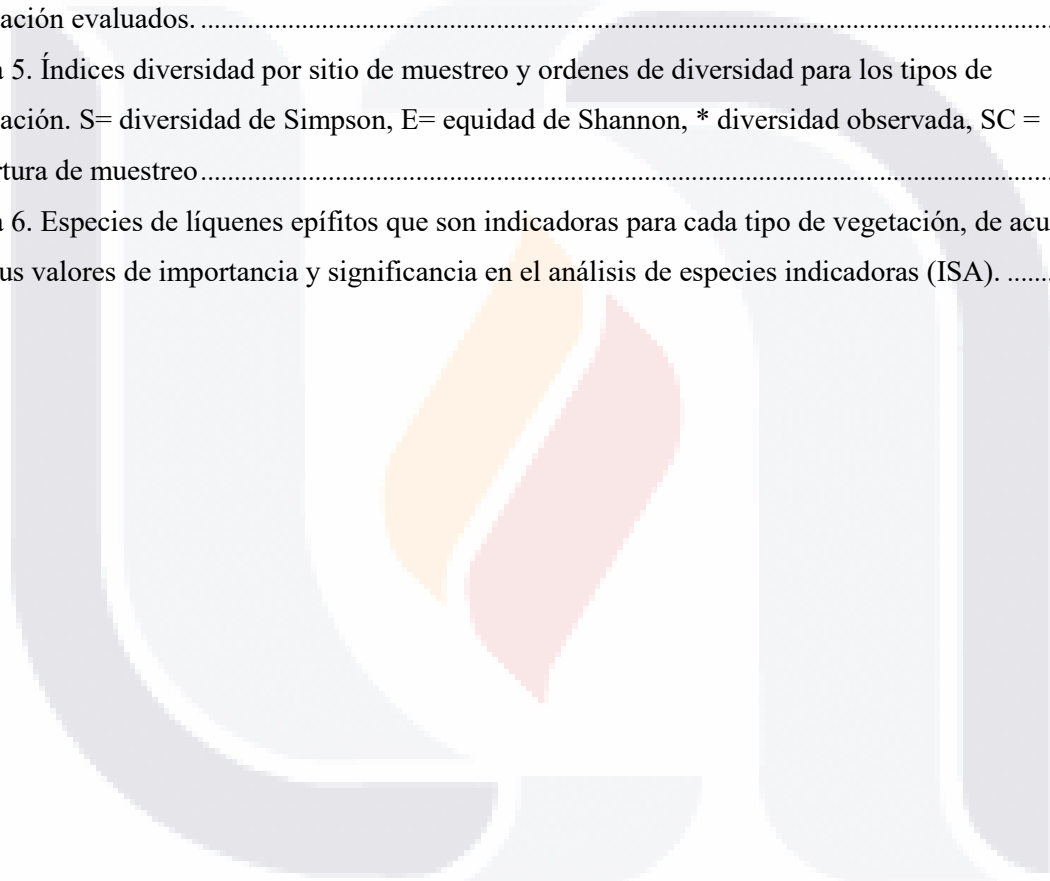 ación evaluados. ........................................................................................................................
a 5. Índices diversidad por sitio de muestreo y ordenes de diversidad para los tipos de
ación. S= diversidad de Simpson, E= equidad de Shannon, * diversidad observada, SC =
rtura de muestreo ........................................................................................................................
a 6. Especies de líquenes epífitos que son indicadoras para cada tipo de vegetación, de acu
us valores de importancia y significancia en el análisis de especies indicadoras (ISA). .......